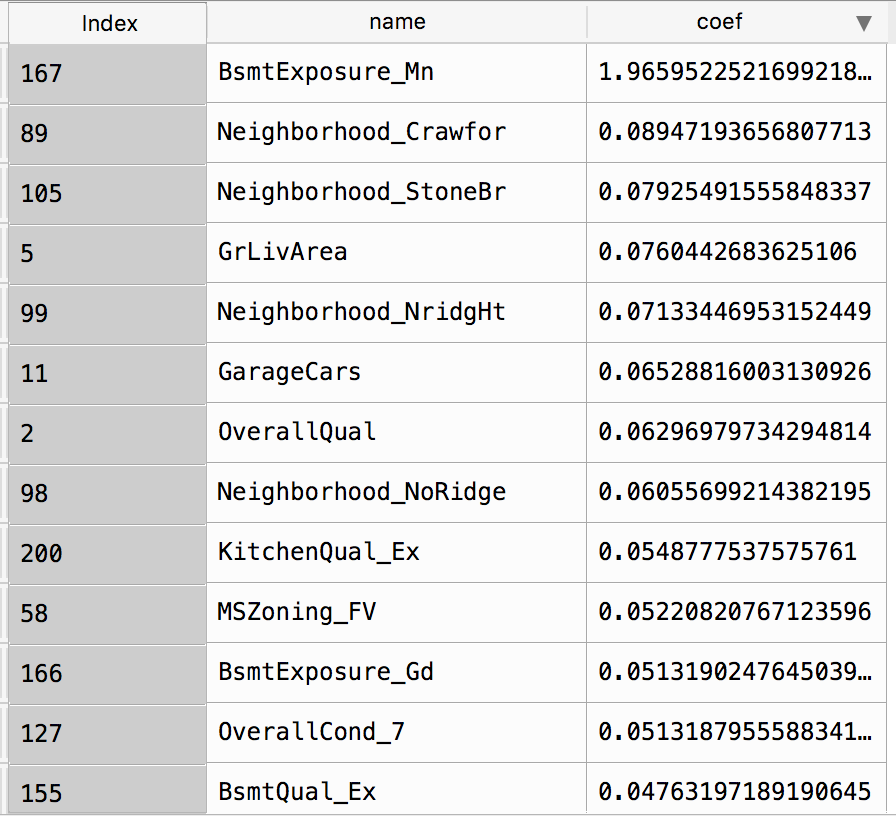 Index name coef ▼
167 BsmtExposure_Mn 1.9659522521699218…
89 Neighborhood_Crawfor 0.08947193656807713
105 Neighborhood_StoneBr 0.07925491555848337
5 GrLivArea 0.0760442683625106
99 Neighborhood_NridgHt 0.07133446953152449
11 GarageCars 0.06528816003130926
2 OverallQual 0.06296979734294814
98 Neighborhood_NoRidge 0.06055699214382195
200 KitchenQual_Ex 0.0548777537575761
58 MSZoning_FV 0.05220820767123596
166 BsmtExposure_Gd 0.0513190247645039…
127 OverallCond_7 0.0513187955588341…
155 BsmtQual_Ex 0.04763197189190645